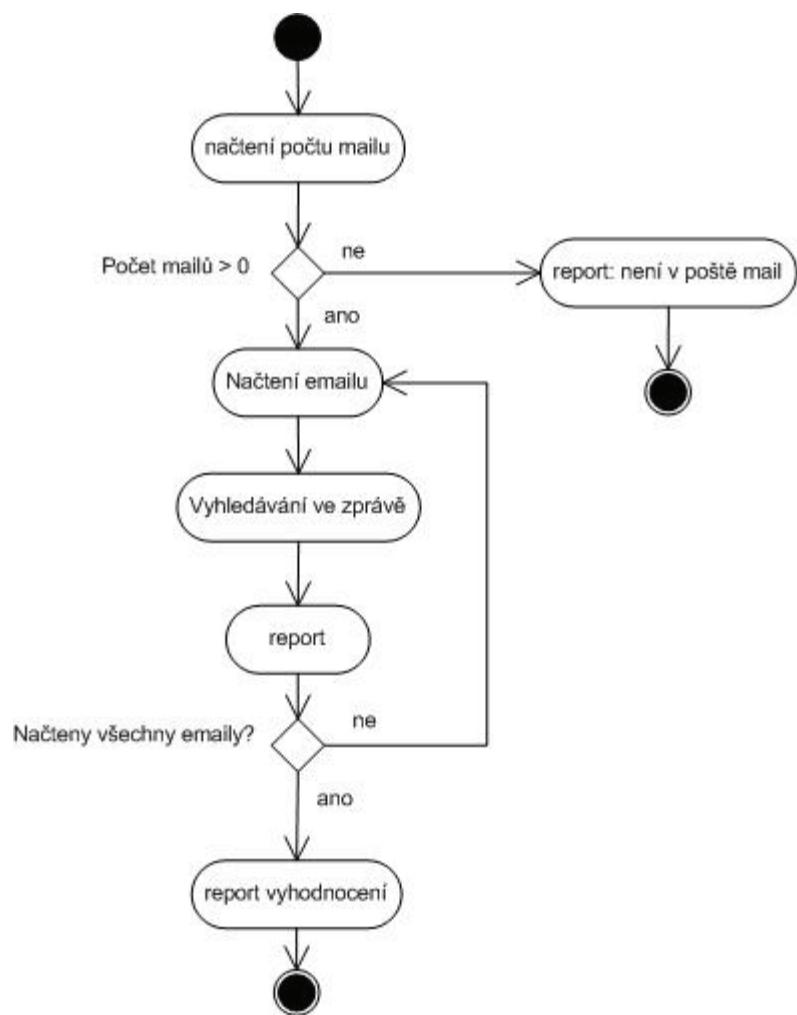 načtení počtu mailu
Počet mailů > 0
ne
report: není v poště mail
ano
Načtení emailu
Vyhledávání ve zprávě
report
Načteny všechny emaily?
ne
ano
report vyhodnocení